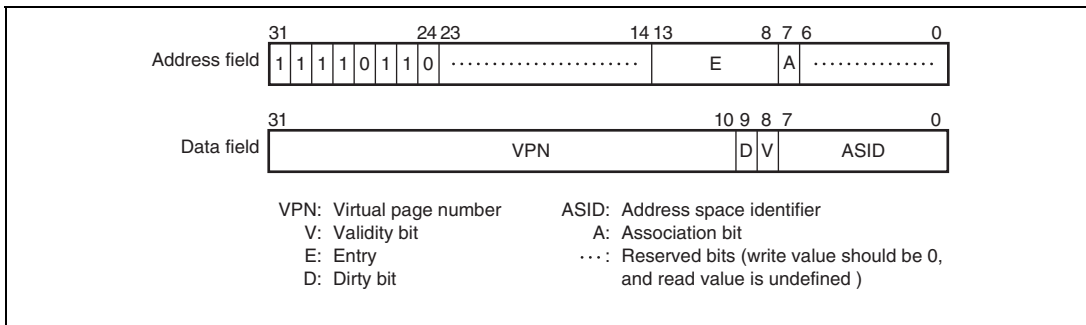 31 24 23 14 13 8 7 6 0
Address field 1 1 1 1 0 1 1 0 ······················ E A ···············
31 10 9 8 7 0
Data field VPN D V ASID
VPN: Virtual page number ASID: Address space identifier
V: Validity bit A: Association bit
E: Entry ···: Reserved bits (write value should be 0,
D: Dirty bit and read value is undefined )